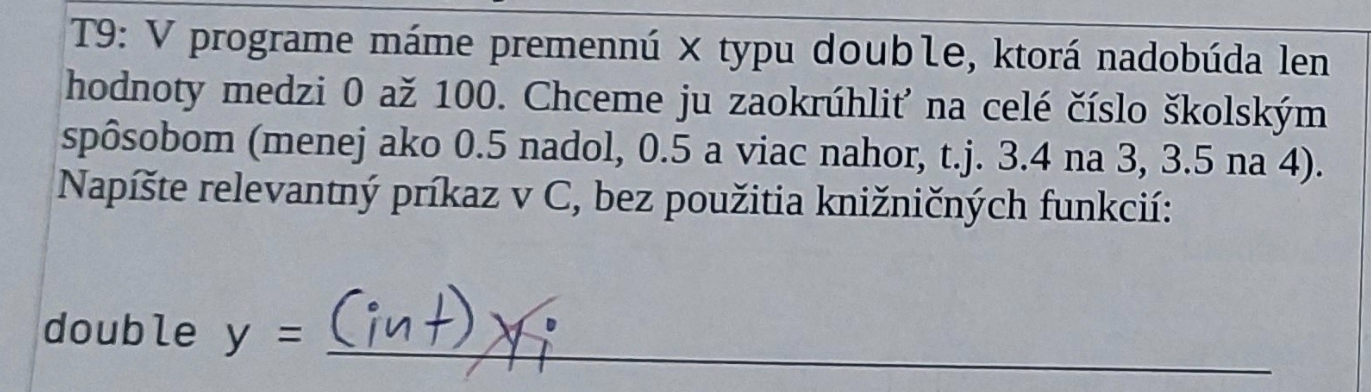 T9: V programe máme premennú x typu double, ktorá nadobúda len
hodnoty medzi 0 až 100. Chceme ju zaokrúhliť na celé číslo školským
spôsobom (menej ako 0.5 nadol, 0.5 a viac nahor, t.j. 3.4 na 3, 3.5 na 4).
Napíšte relevantný príkaz v C, bez použitia knižničných funkcií:
double y = (int) x;